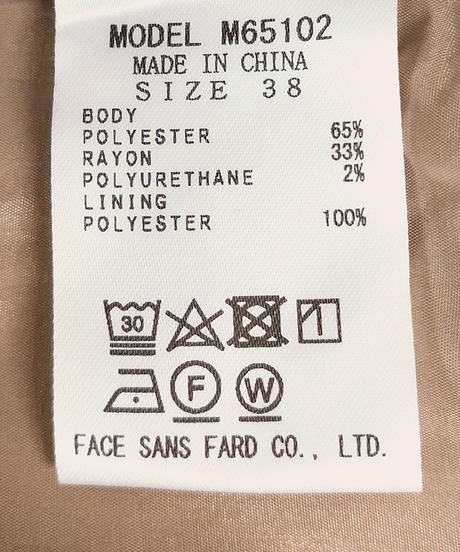 MODEL M65102
MADE IN CHINA
SIZE 38
BODY
POLYESTER 65%
RAYON 33%
POLYURETHANE 2%
LINING
POLYESTER 100%
30
F W
FACE SANS FARD CO., LTD.